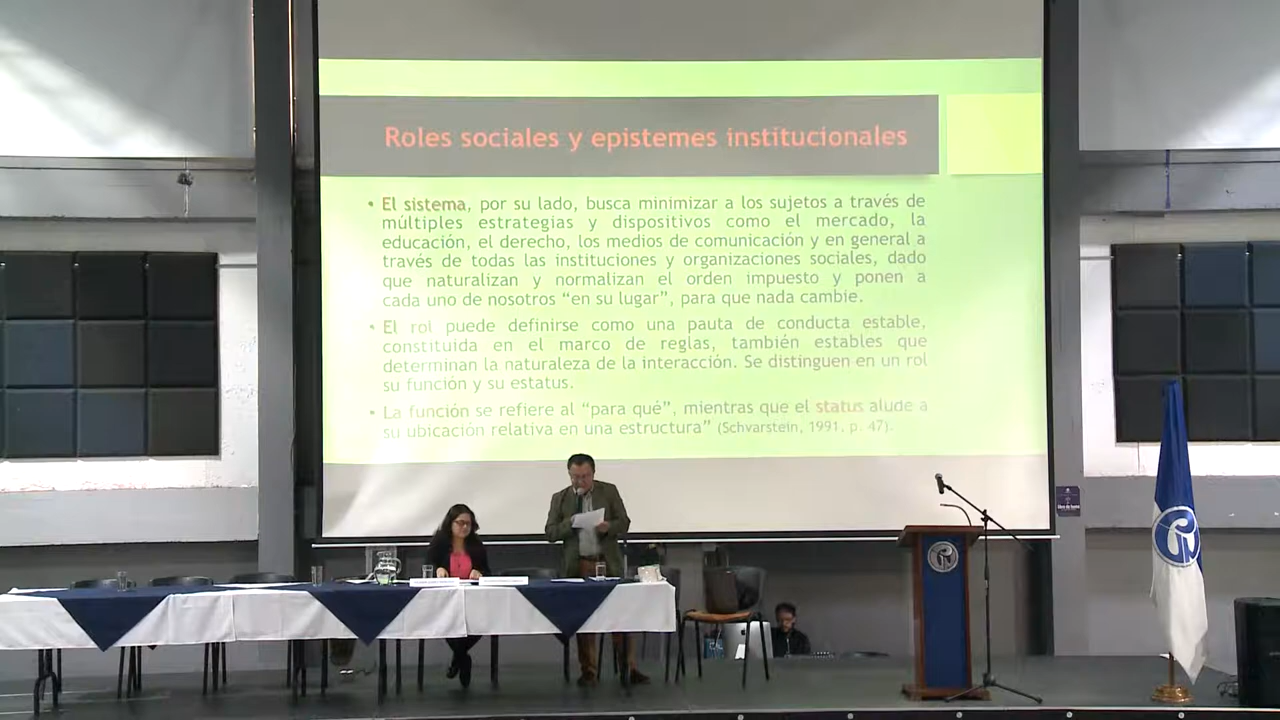 Roles sociales y epistemes institucionales
• El sistema, por su lado, busca minimizar a los sujetos a través de
múltiples estrategias y dispositivos como el mercado, la
educación, el derecho, los medios de comunicación y en general a
través de todas las instituciones y organizaciones sociales, dado
que naturalizan y normalizan el orden impuesto y ponen a
cada uno de nosotros “en su lugar”, para que nada cambie.
• El rol puede definirse como una pauta de conducta estable,
constituida en el marco de reglas, también estables que
determinan la naturaleza de la interacción. Se distinguen en un rol
su función y su estatus.
• La función se refiere al “para qué”, mientras que el status alude a
su ubicación relativa en una estructura” (Schvarstein, 1991. p. 47).